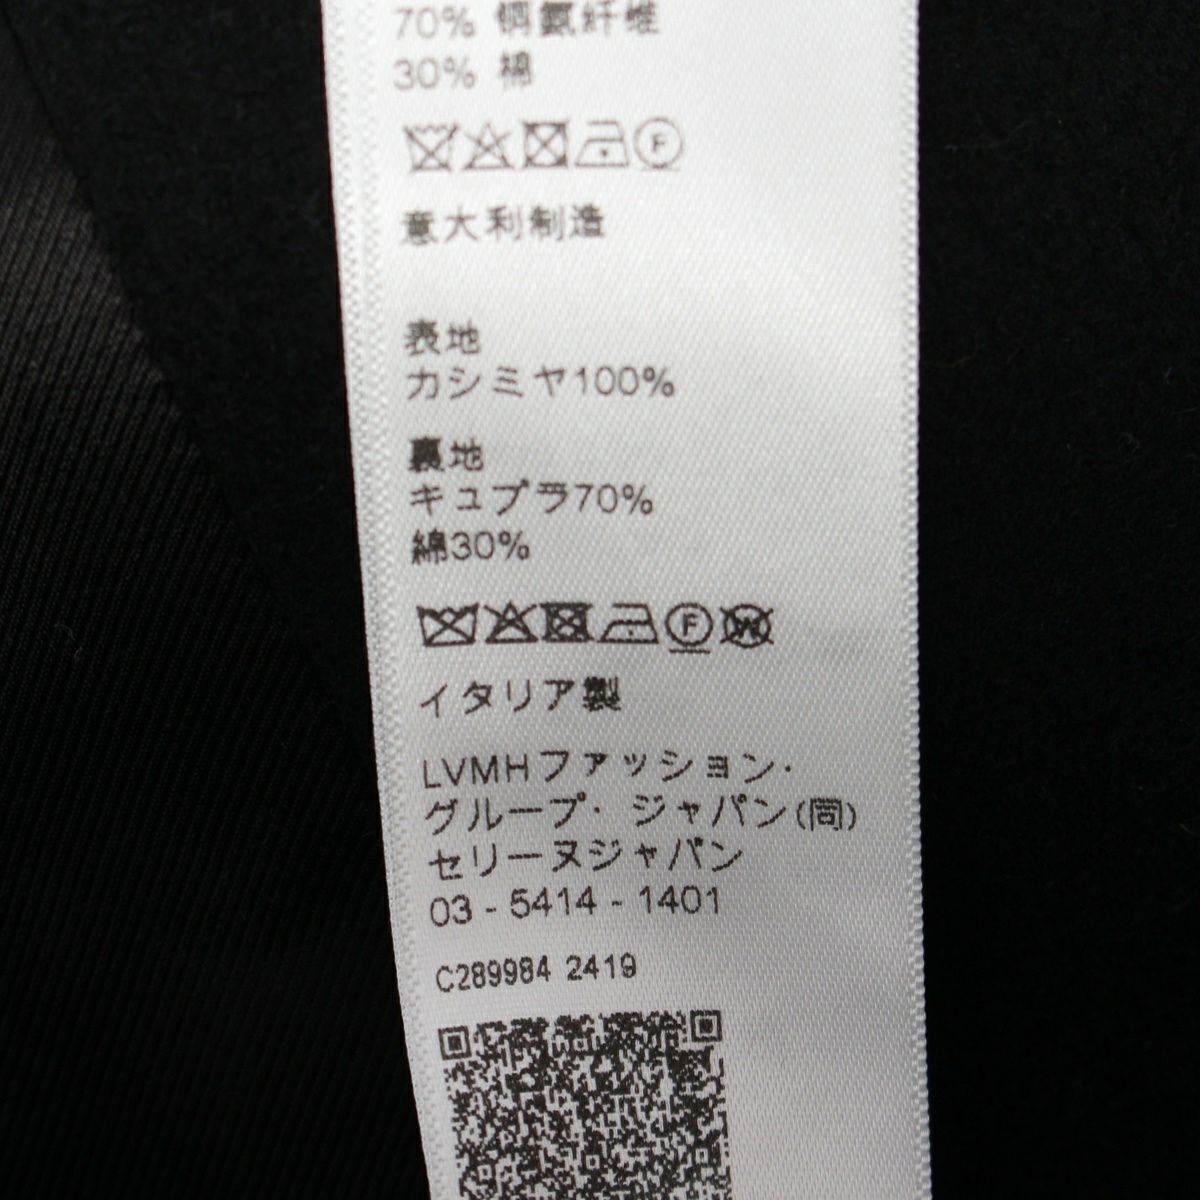 70% 铜氨纤维
30% 棉
F
意大利制造
表地
カシミヤ100%
裏地
キュプラ70%
綿30%
F W
イタリア製
LVMHファッション・
グループ・ジャパン(同)
セリーヌジャパン
03 - 5414 - 1401
C289984 2419